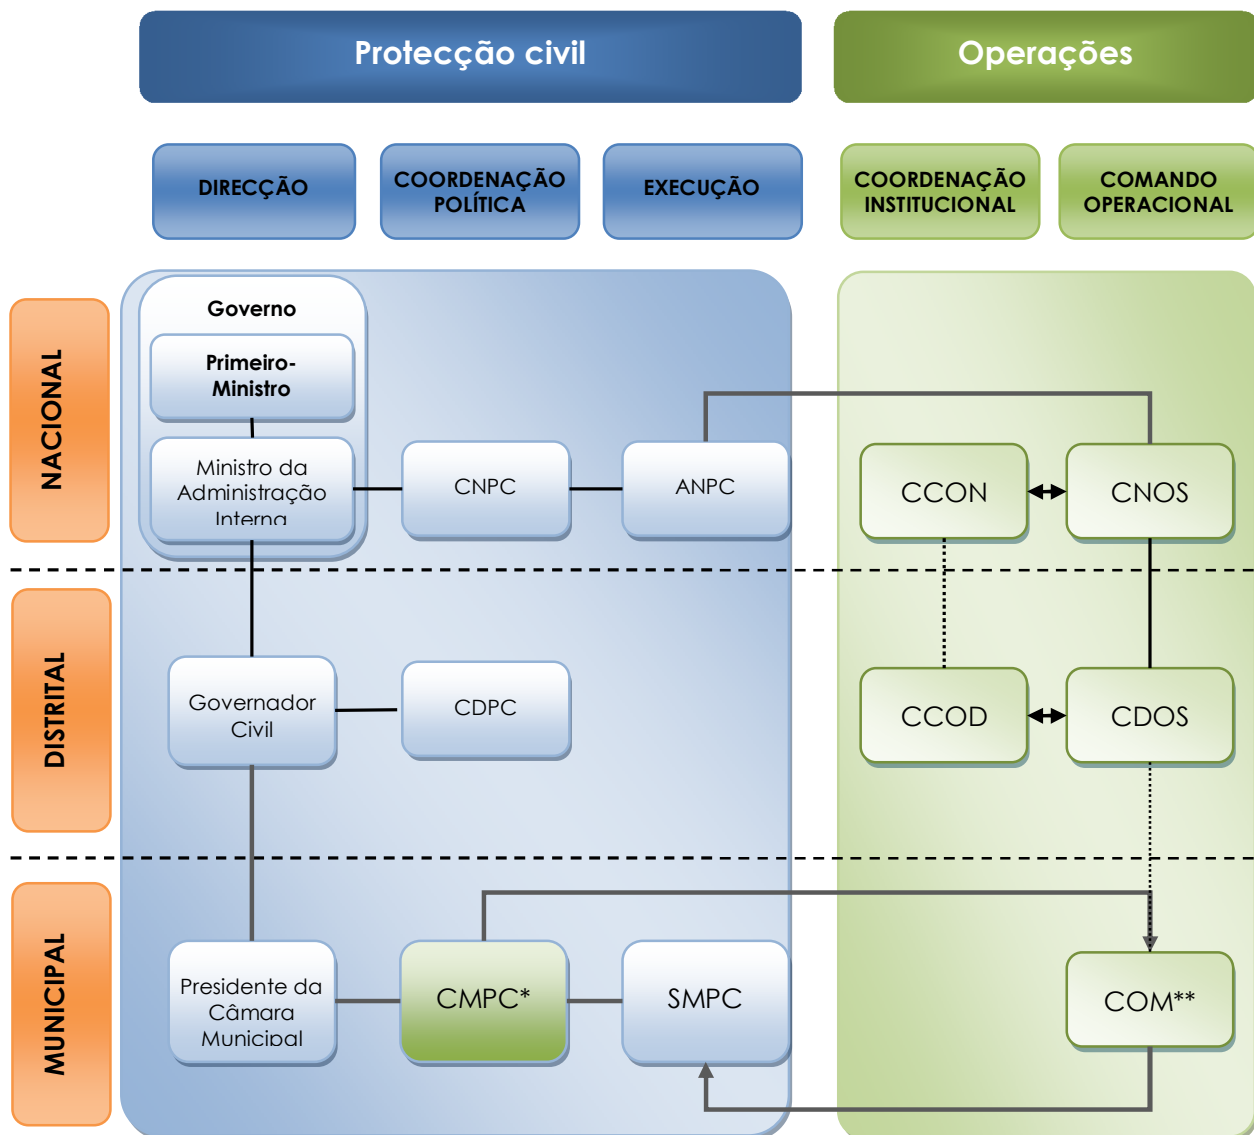 Protecção civil
Operações
DIRECÇÃO
COORDENAÇÃO
POLÍTICA
EXECUÇÃO
COORDENAÇÃO
INSTITUCIONAL
COMANDO
OPERACIONAL
NACIONAL
Governo
Primeiro-
Ministro
Ministro da
Administração
Interna
CNPC
ANPC
CCON
CNOS
DISTRITAL
Governador
Civil
CDPC
CCOD
CDOS
MUNICIPAL
Presidente da
Câmara
Municipal
CMPC*
SMPC
COM**